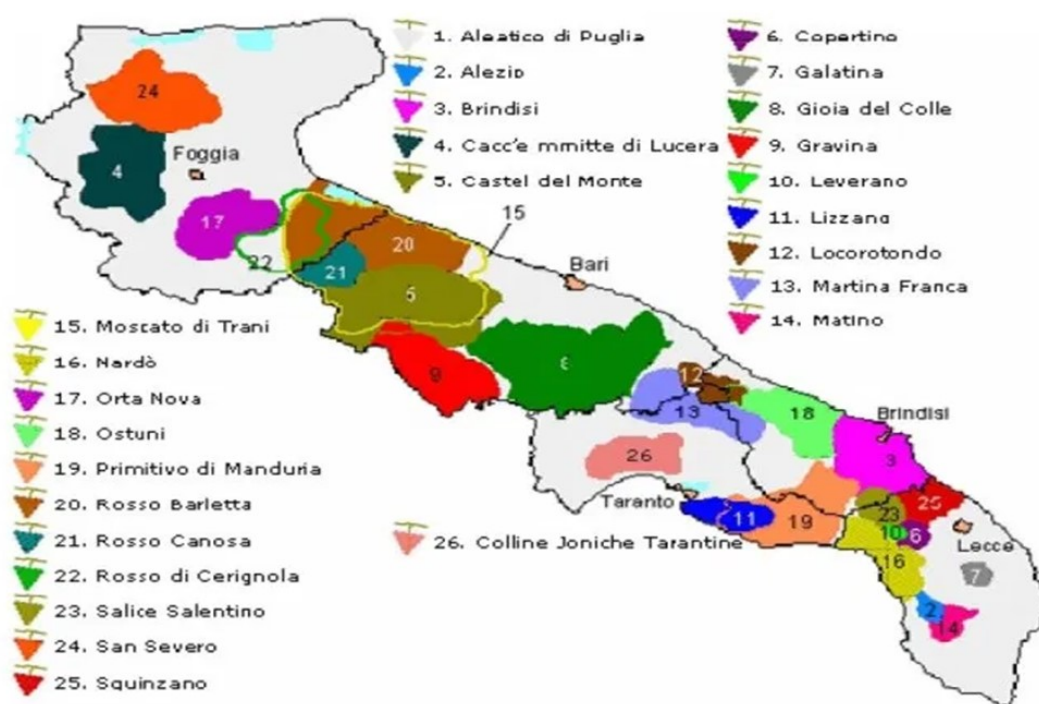 1. Aleatico di Puglia
2. Alezio
3. Brindisi
4. Cacc'e mmitte di Lucera
5. Castel del Monte
6. Copertino
7. Galatina
8. Gioia del Colle
9. Gravina
10. Leverano
11. Lizzano
12. Locorotondo
13. Martina Franca
14. Matino
15. Moscato di Trani
16. Nardò
17. Orta Nova
18. Ostuni
19. Primitivo di Manduria
20. Rosso Barletta
21. Rosso Canosa
22. Rosso di Cerignola
23. Salice Salentino
24. San Severo
25. Squinzano
26. Colline Joniche Tarantine
24
4
Foggia
17
22
20
21
15
5
Bari
9
8
12
13
18
Brindisi
3
26
Taranto
11
19
23
25
10
6
Lecce
16
7
2
14